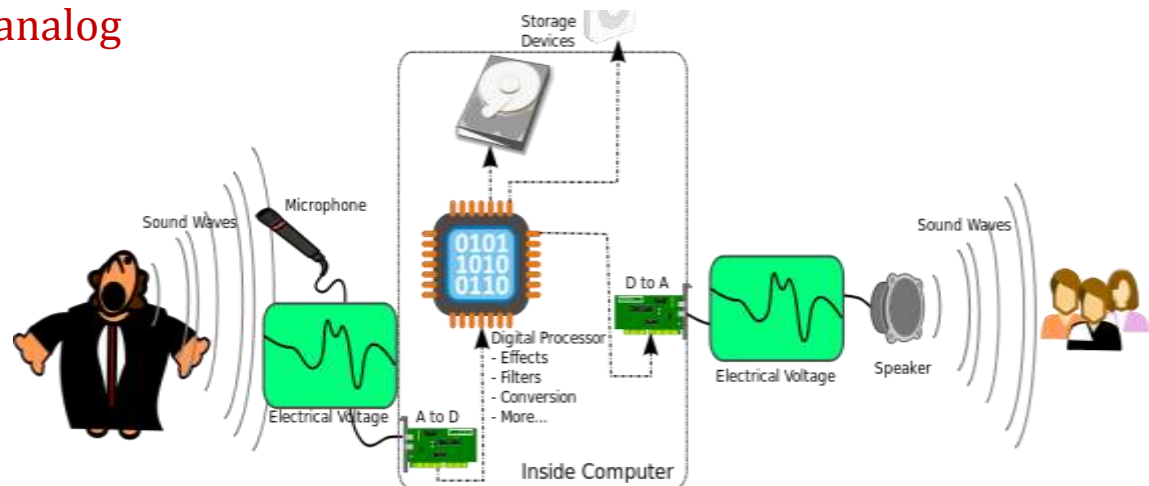 analog
Storage
Devices
Microphone
Sound Waves
0101
1010
0110
Sound Waves
D to A
Digital Processor
- Effects
- Filters
- Conversion
- More...
Electrical Voltage
Speaker
Electrical Voltage
A to D
Inside Computer